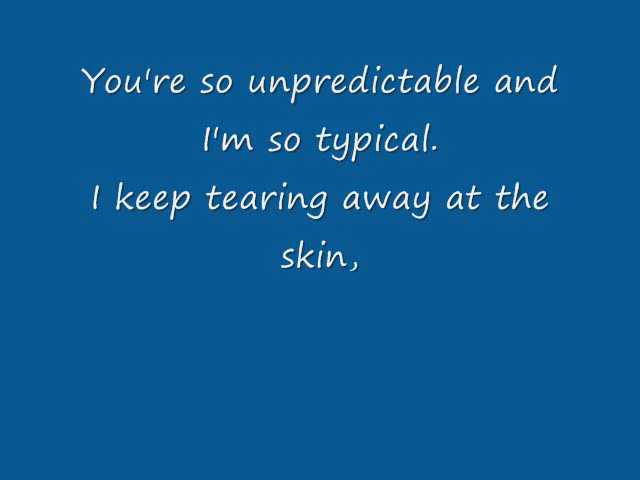 You're so unpredictable and
I'm so typical.
I keep tearing away at the
skin,